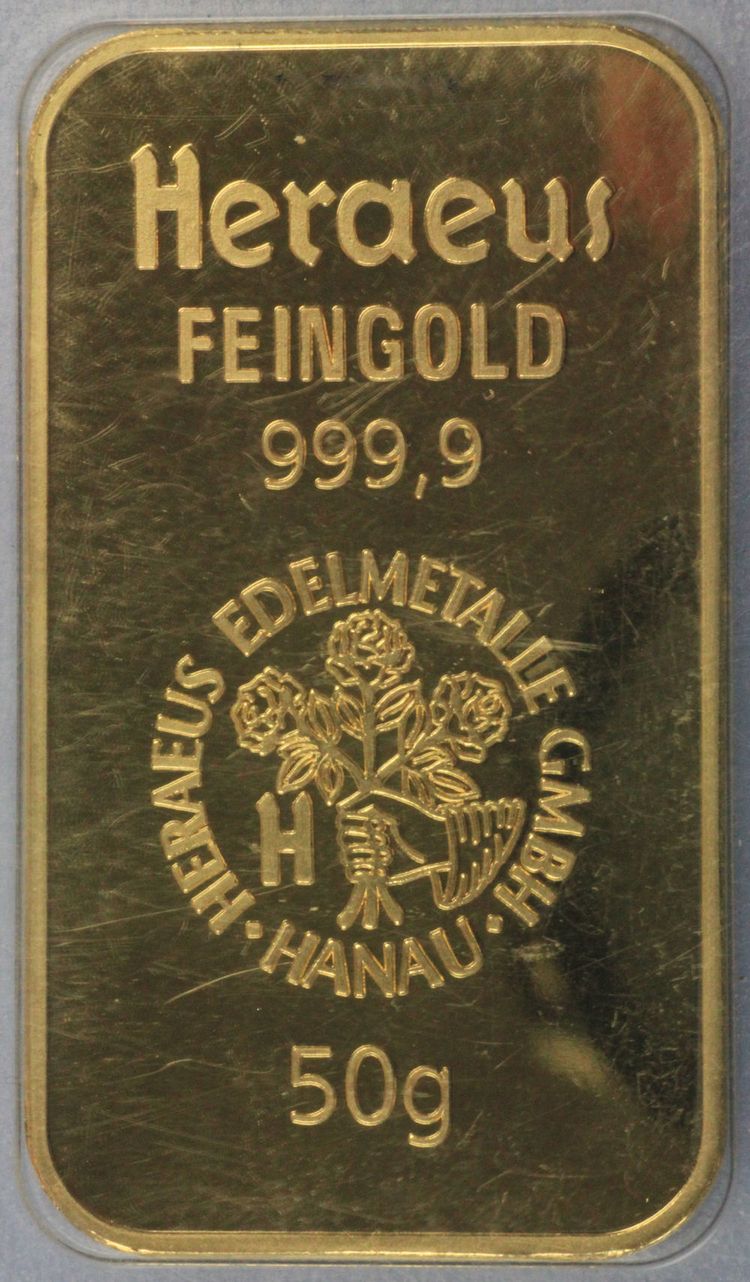 Heraeus
FEINGOLD
999,9
·HERAEUS EDELMETALLE GMBH·
H
HANAU
50g